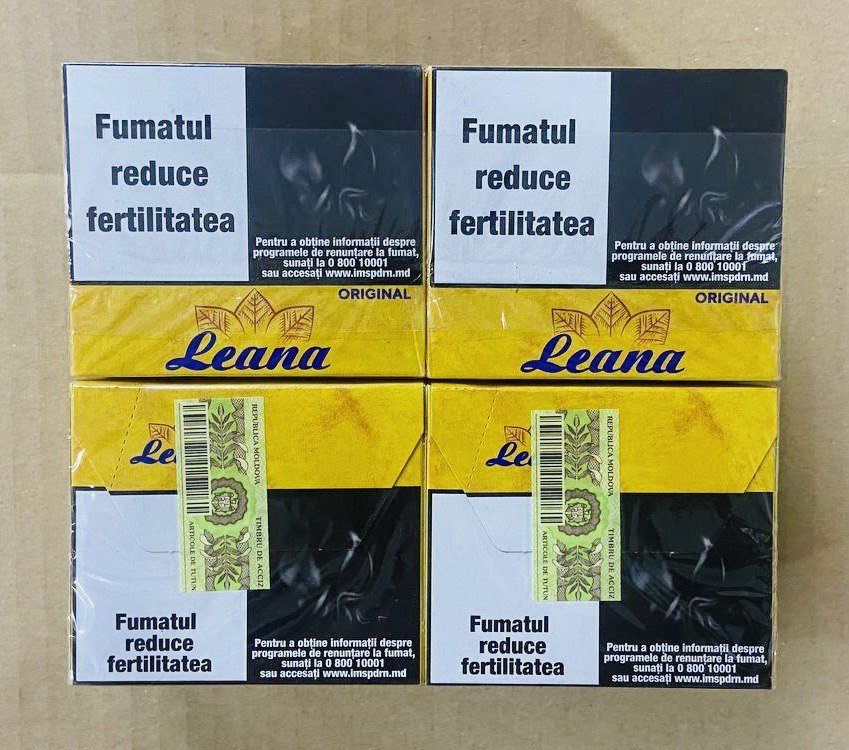 Fumatul
reduce
fertilitatea
Pentru a obține informații despre
programele de renunțare la fumat,
sunați la 0 800 10001
sau accesați www.imspdrn.md
ORIGINAL
Leana
Fumatul
reduce
fertilitatea
Pentru a obține informații despre
programele de renunțare la fumat,
sunați la 0 800 10001
sau accesați www.imspdrn.md
ORIGINAL
Leana
REPUBLICA MOLDOVA
TIMBRU DE ACCIZ
ARTICOLE DE TUTUN
Fumatul
reduce
fertilitatea
Pentru a obține informații despre
programele de renunțare la fumat,
sunați la 0 800 10001
sau accesați www.imspdrn.md
REPUBLICA MOLDOVA
TIMBRU DE ACCIZ
ARTICOLE DE TUTUN
Fumatul
reduce
fertilitatea
Pentru a obține informații despre
programele de renunțare la fumat,
sunați la 0 800 10001
sau accesați www.imspdrn.md